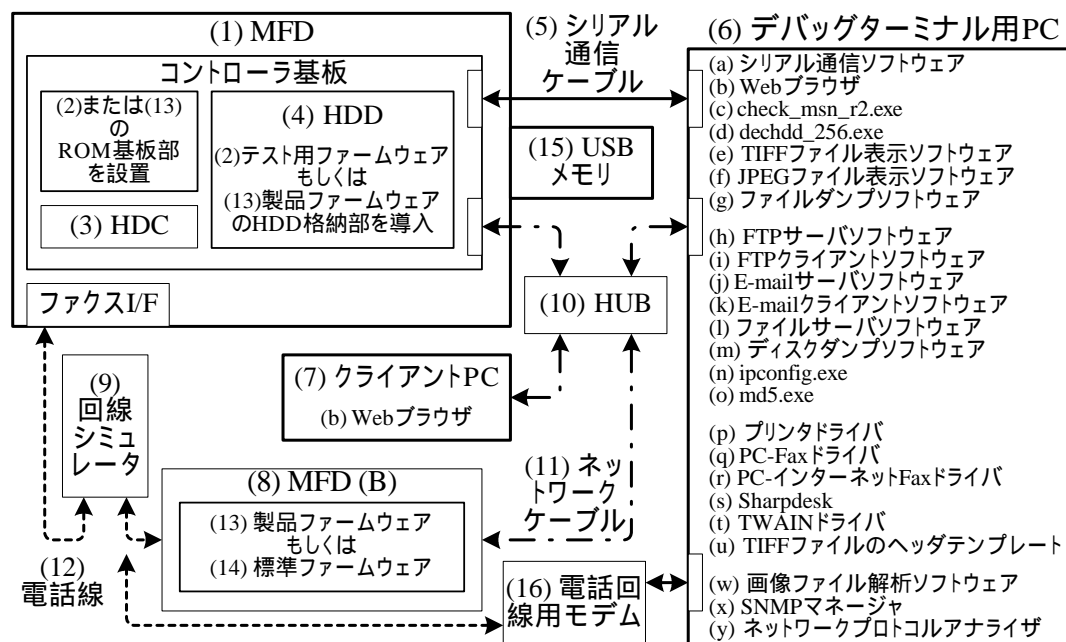 (1) MFD
コントローラ基板
(2)または(13)
の
ROM基板部
を設置
(3) HDC
(4) HDD
(2)テスト用ファームウェア
もしくは
(13)製品ファームウェア
のHDD格納部を導入
ファクスI/F
(5) シリアル
通信
ケーブル
(15) USB
メモリ
(10) HUB
(7) クライアントPC
(b) Webブラウザ
(9)
回線
シミュ
レータ
(8) MFD (B)
(13) 製品ファームウェア
もしくは
(14) 標準ファームウェア
(11) ネッ
トワーク
ケーブル
(12)
電話線
(16) 電話回
線用モデム
(6) デバッグターミナル用PC
(a) シリアル通信ソフトウェア
(b) Webブラウザ
(c) check_msn_r2.exe
(d) dechdd_256.exe
(e) TIFFファイル表示ソフトウェア
(f) JPEGファイル表示ソフトウェア
(g) ファイルダンプソフトウェア
(h) FTPサーバソフトウェア
(i) FTPクライアントソフトウェア
(j) E-mailサーバソフトウェア
(k) E-mailクライアントソフトウェア
(l) ファイルサーバソフトウェア
(m) ディスクダンプソフトウェア
(n) ipconfig.exe
(o) md5.exe
(p) プリンタドライバ
(q) PC-Faxドライバ
(r) PC-インターネットFaxドライバ
(s) Sharpdesk
(t) TWAINドライバ
(u) TIFFファイルのヘッダテンプレート
(w) 画像ファイル解析ソフトウェア
(x) SNMPマネージャ
(y) ネットワークプロトコルアナライザ